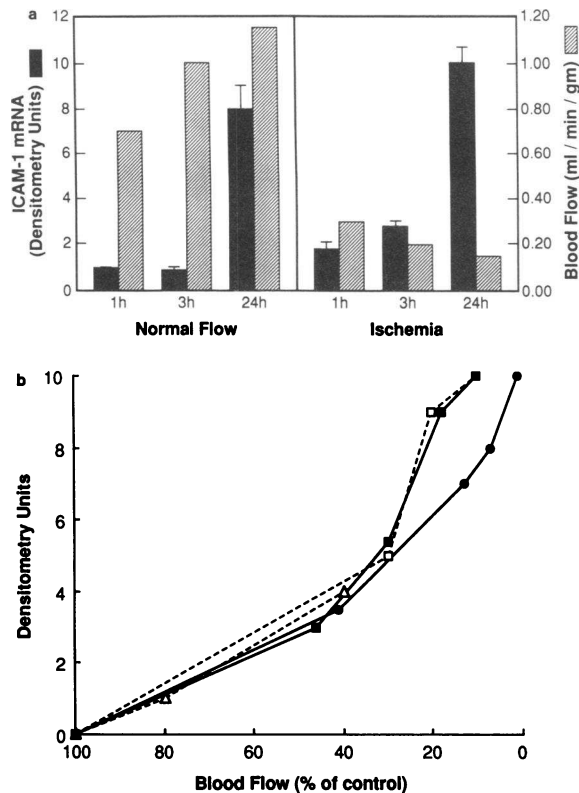 a
ICAM-1 mRNA
(Densitometry Units)
12
10
8
6
4
2
0
1h 3h 24h
Normal Flow
1h 3h 24h
Ischemia
1.20
1.00
0.80
0.60
0.40
0.20
0.00
Blood Flow (ml / min / gm)
b
Densitometry Units
10
8
6
4
2
0
100 80 60 40 20 0
Blood Flow (% of control)